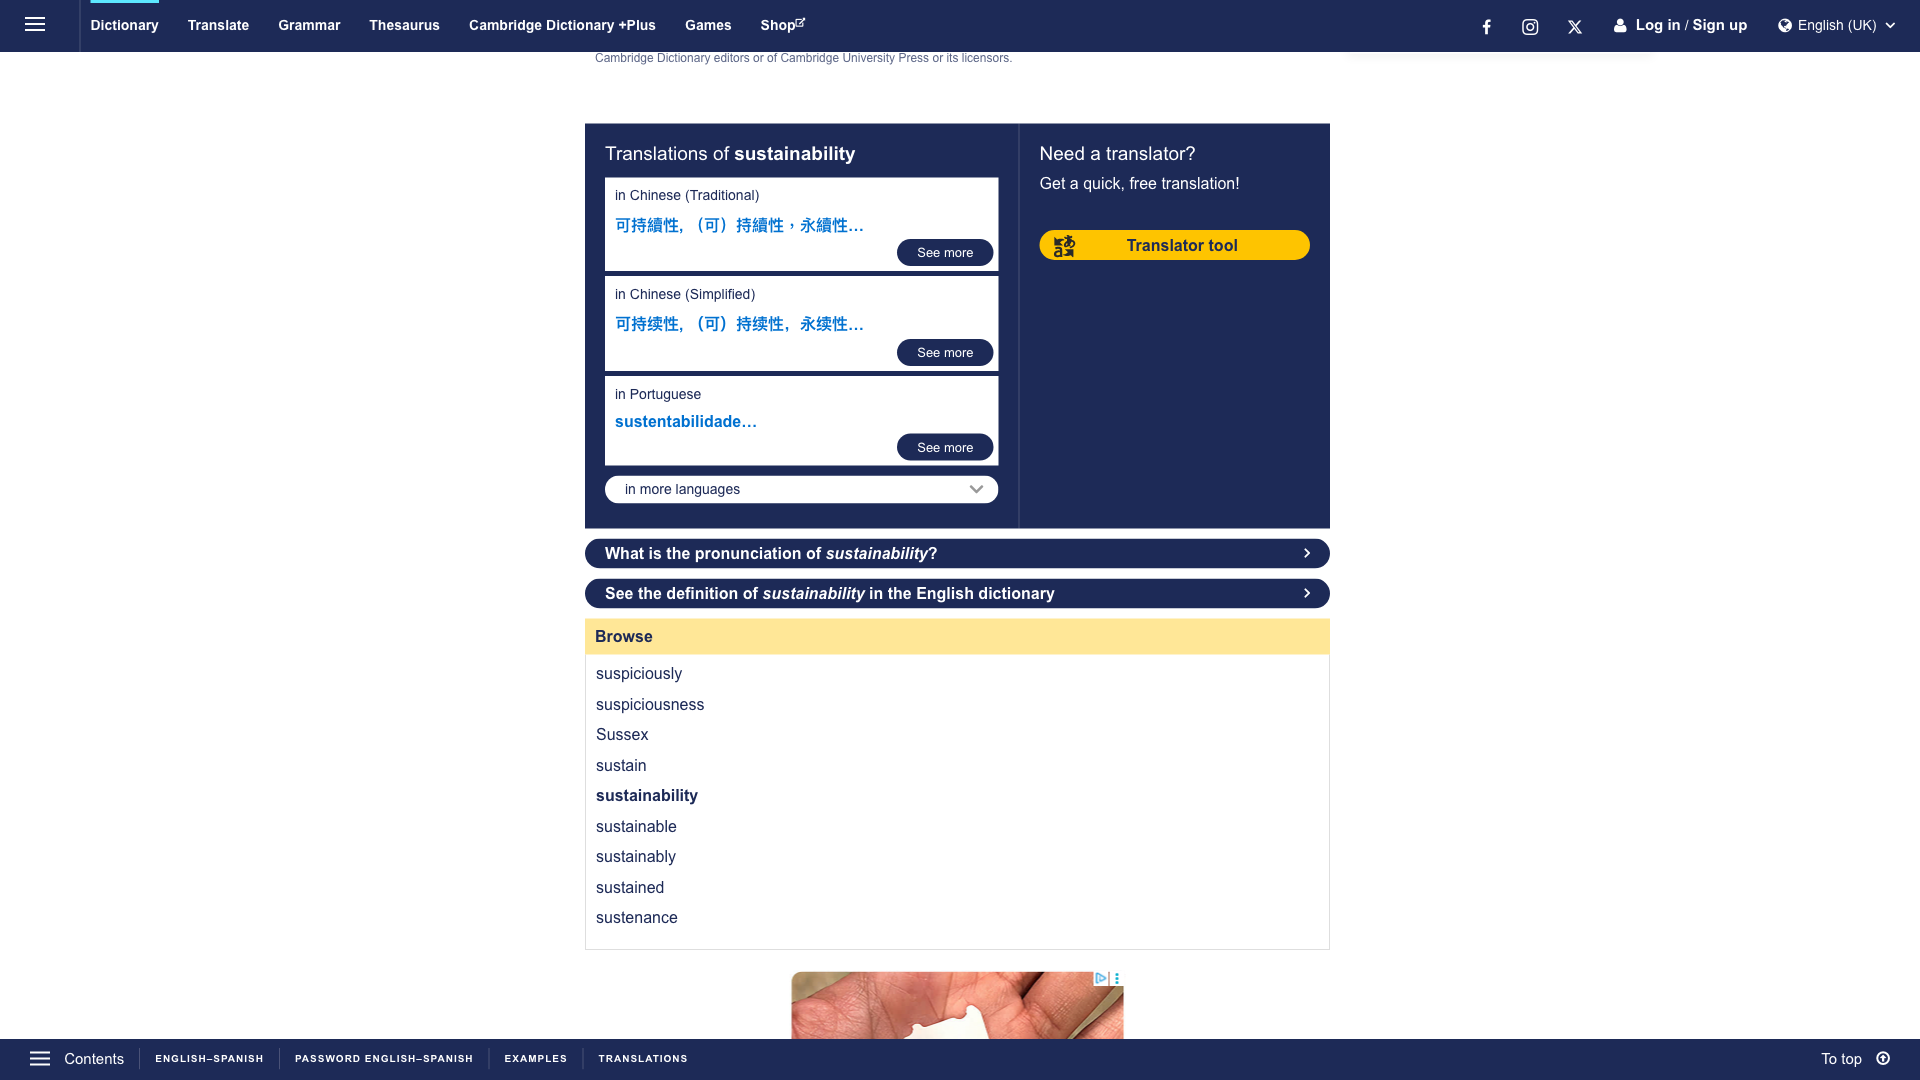 Dictionary Translate Grammar Thesaurus Cambridge Dictionary +Plus Games Shop Log in / Sign up English (UK)
Cambridge Dictionary editors or of Cambridge University Press or its licensors.
Translations of sustainability
in Chinese (Traditional)
可持續性, （可）持續性，永續性…
See more
in Chinese (Simplified)
可持续性, （可）持续性，永续性…
See more
in Portuguese
sustentabilidade…
See more
in more languages
Need a translator?
Get a quick, free translation!
Translator tool
What is the pronunciation of sustainability?
See the definition of sustainability in the English dictionary
Browse
suspiciously
suspiciousness
Sussex
sustain
sustainability
sustainable
sustainably
sustained
sustenance
Contents ENGLISH–SPANISH PASSWORD ENGLISH–SPANISH EXAMPLES TRANSLATIONS To top